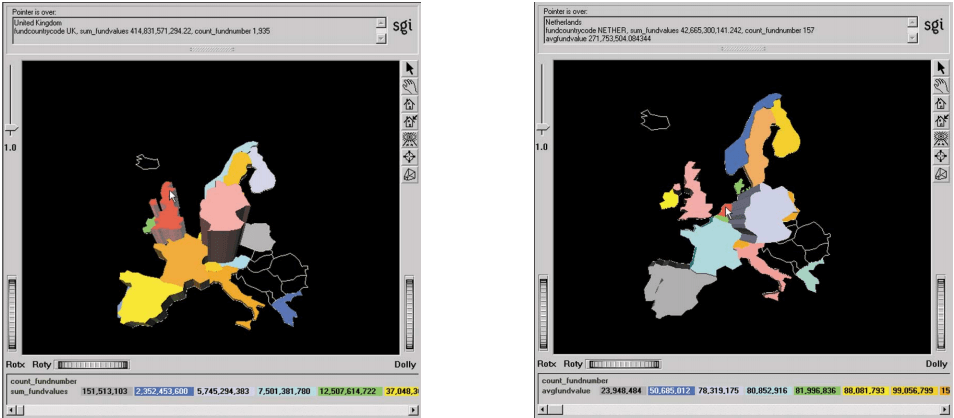 Pointer is over:
United Kingdom
fundcountycode UK, sum_fundvalues 414,831,571,294.22, count_fundnumber 1,935
sgi
1.0
Rotx Roty
Dolly
count_fundnumber
sum_fundvalues 151,513,103 2,352,453,600 5,745,294,383 7,501,381,780 12,507,614,722 37,048,3
Pointer is over:
Netherlands
fundcountycode NETHER, sum_fundvalues 42,665,300,141.242, count_fundnumber 157
avgfundvalue 271,753,504.084344
sgi
1.0
Rotx Roty
Dolly
count_fundnumber
avgfundvalue 23,948,484 50,685,012 78,319,175 80,852,916 81,996,836 88,081,793 99,056,799 15